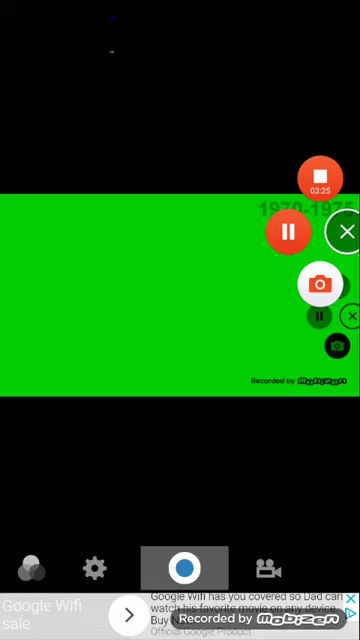 03:25
1970-1975
Recorded by mobizen
Google Wifi
sale
Google Wifi has you covered so Dad can
watch his favorite movie on any device.
Buy N
Official Google Product
Recorded by mobizen